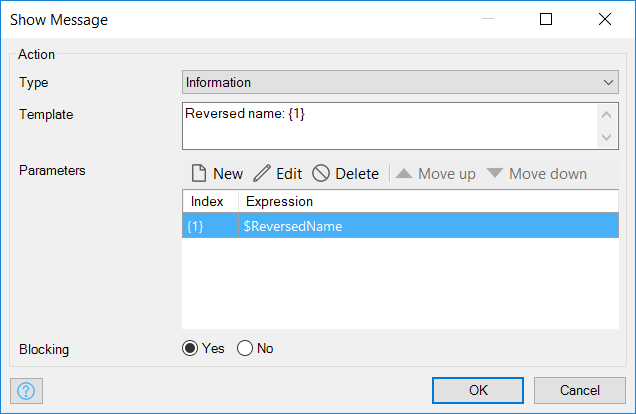 Show Message
Action
Type Information
Template Reversed name: {1}
Parameters New Edit Delete Move up Move down
Index Expression
{1} $ReversedName
Blocking Yes No
? OK Cancel